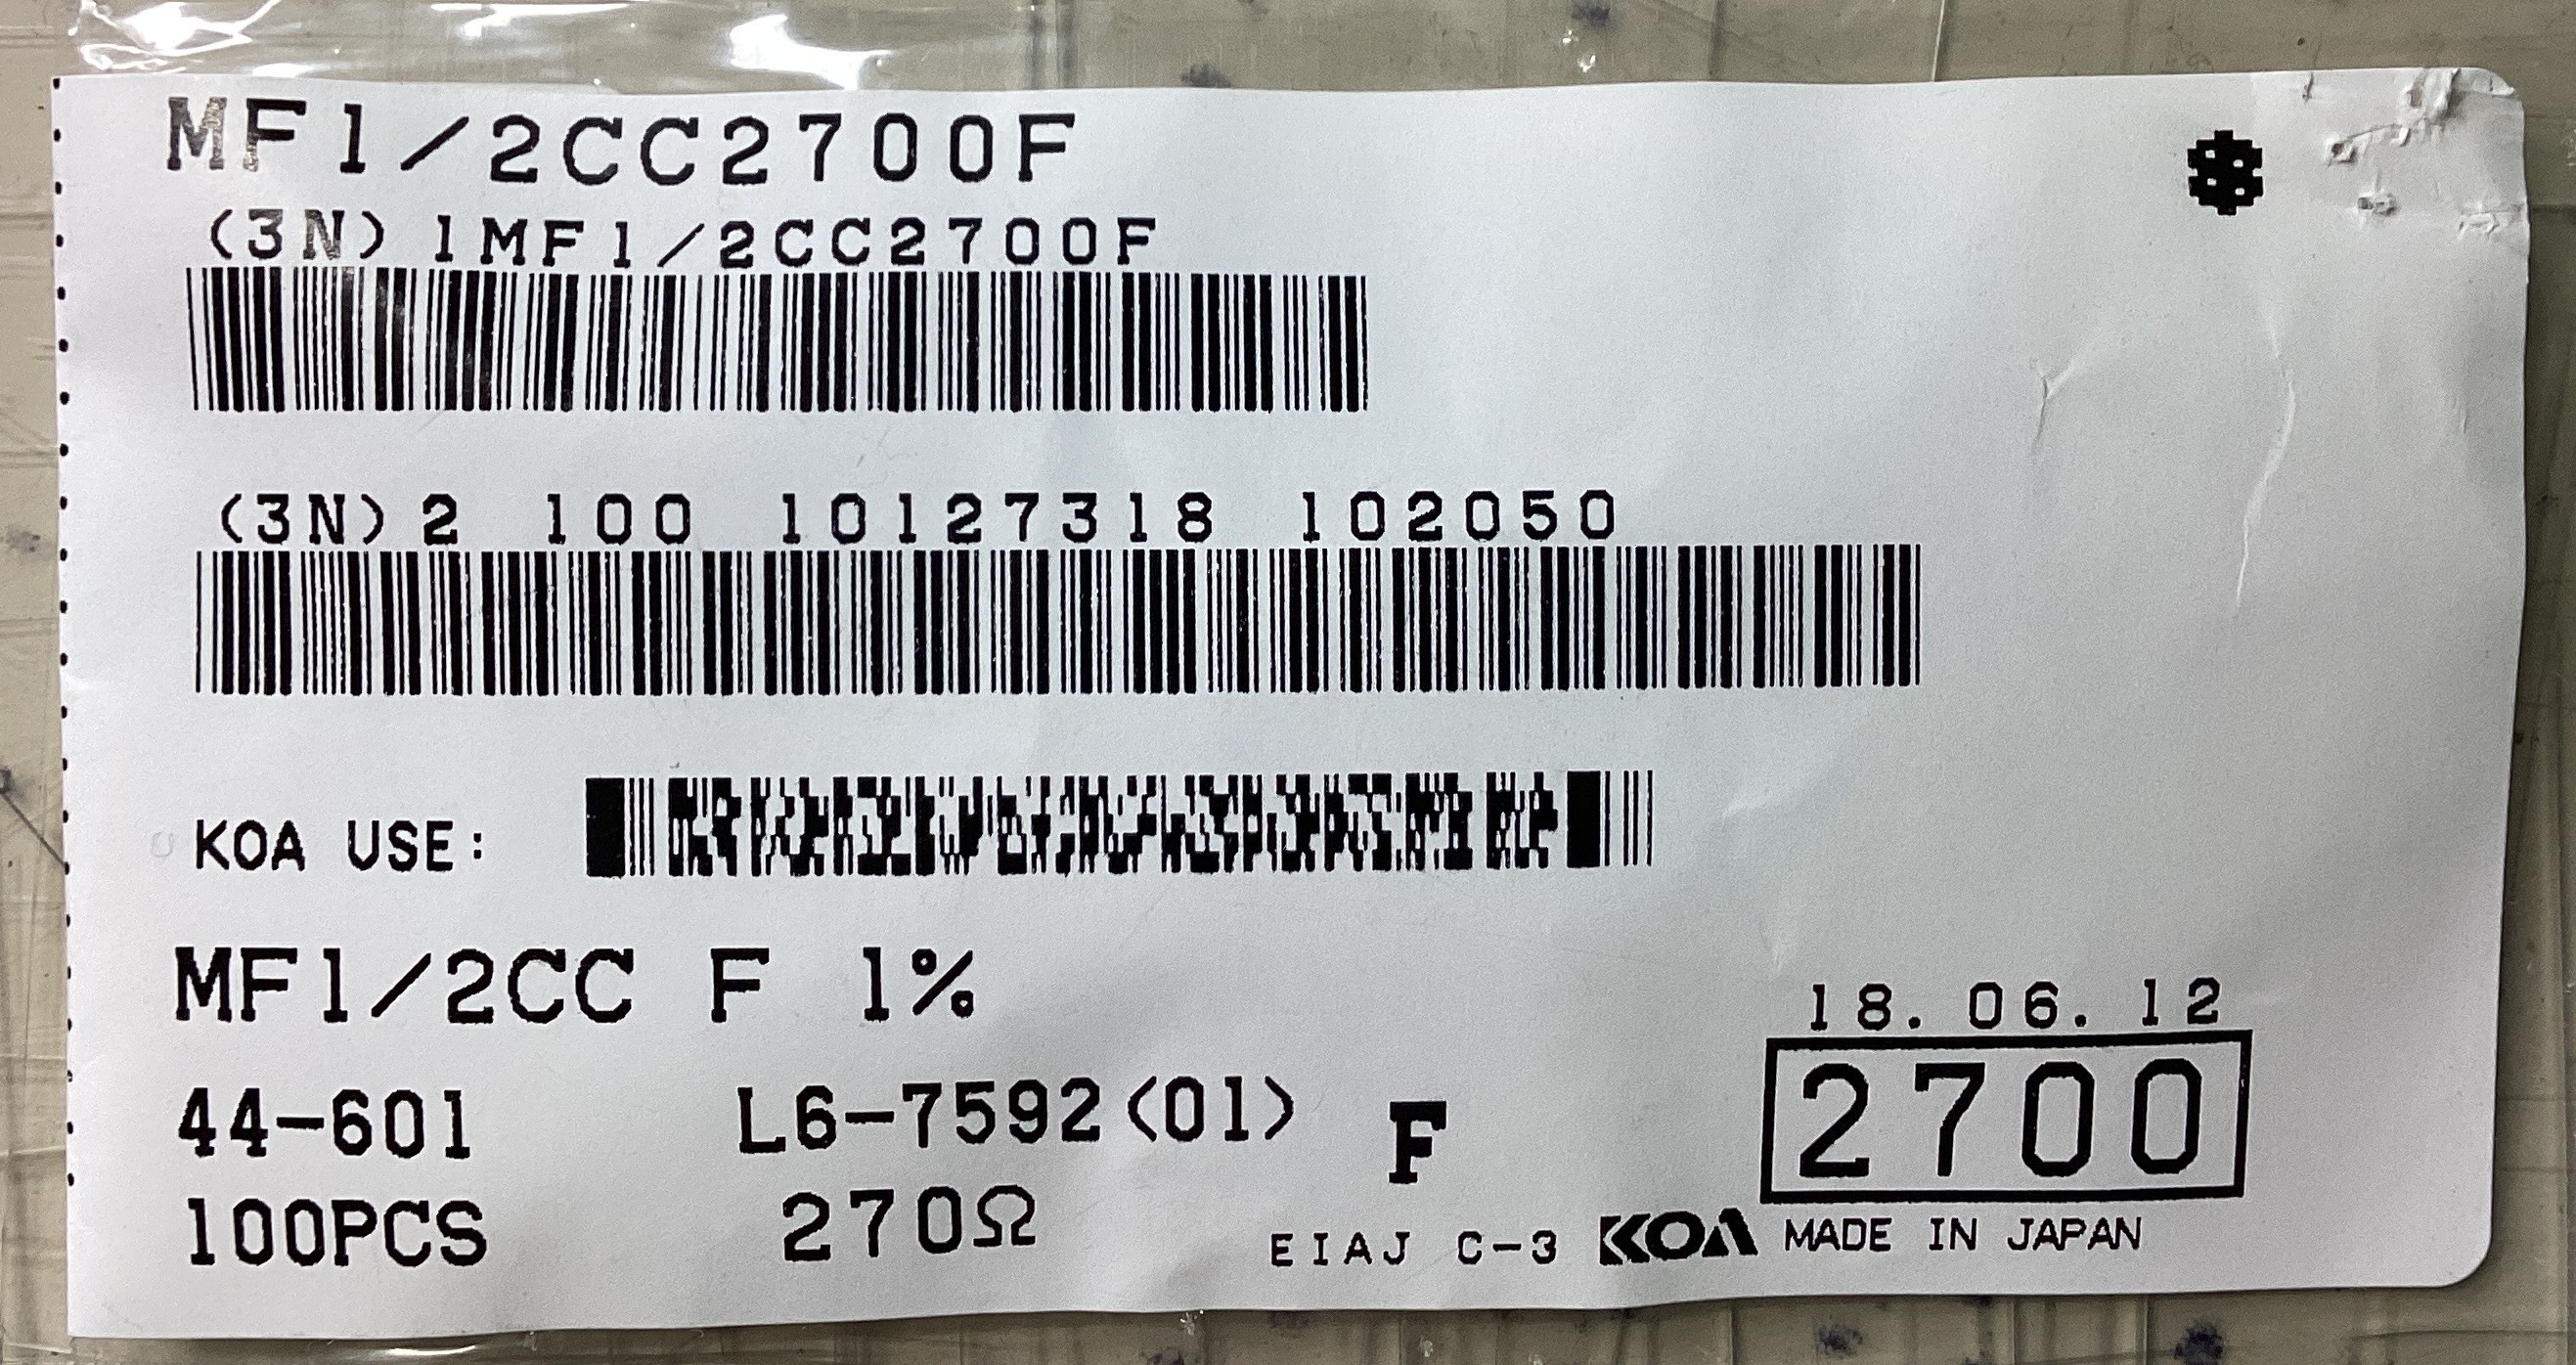 MF1/2CC2700F
(3N)1MF1/2CC2700F
(3N)2 100 10127318 102050
KOA USE:
MF1/2CC F 1%
18.06.12
44-601 L6-7592(01) F 2700
100PCS 270Ω EIAJ C-3 KOA MADE IN JAPAN